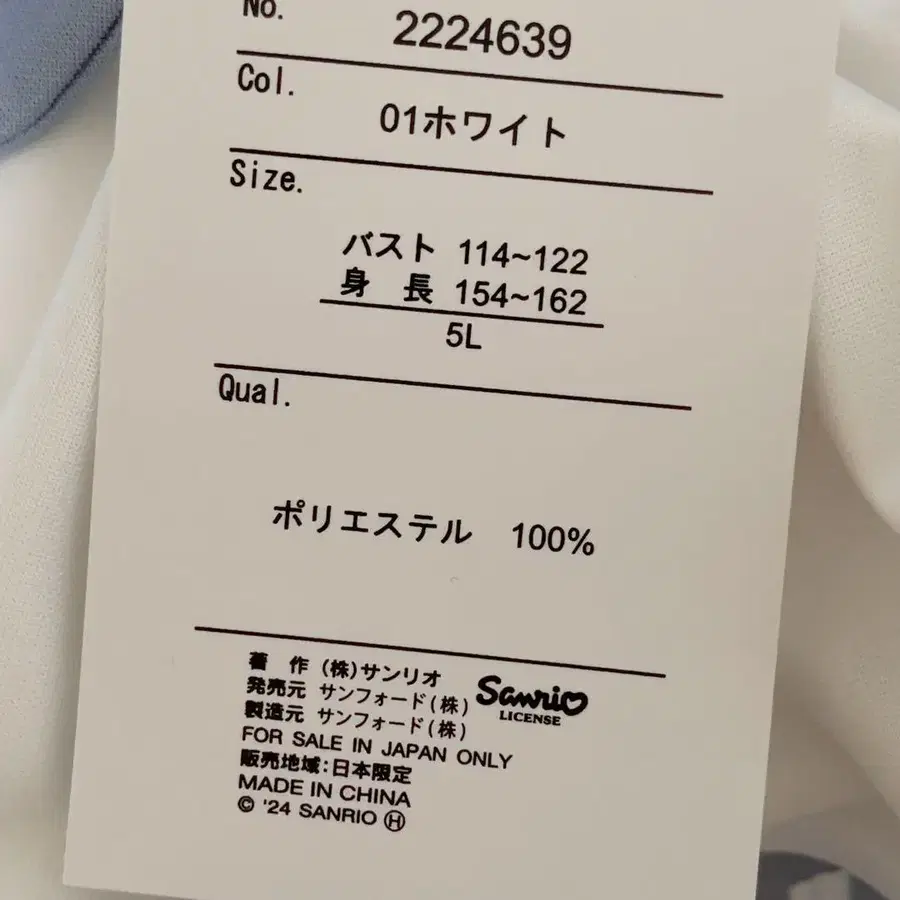 No.
2224639
Col.
01ホワイト
Size.
バスト 114~122
身 長 154~162
5L
Qual.
ポリエステル 100%
著 作 (株)サンリオ
発売元 サンフォード(株)
製造元 サンフォード(株)
Sanrio
LICENSE
FOR SALE IN JAPAN ONLY
販売地域:日本限定
MADE IN CHINA
© '24 SANRIO Ⓗ